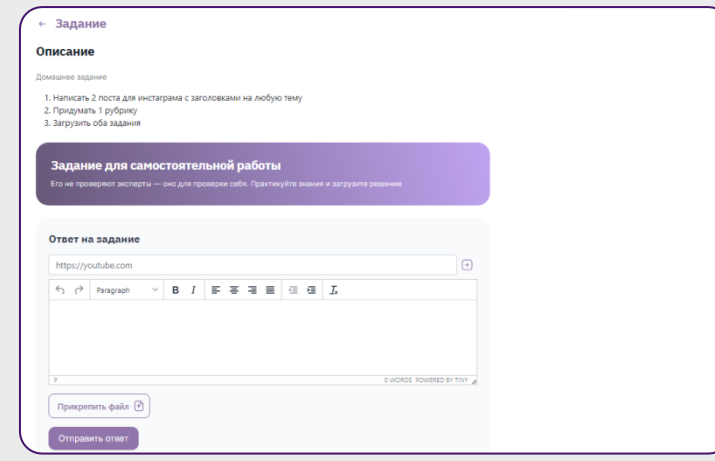 ← Задание
Описание
Домашнее задание
1. Написать 2 поста для инстаграма с заголовками на любую тему
2. Придумать 1 рубрику
3. Загрузить оба задания
Задание для самостоятельной работы
Его не проверяют эксперты — оно для проверки себя. Практикуйте знания и загрузите решение
Ответ на задание
https://youtube.com
Paragraph B I
P 0 WORDS POWERED BY TINY
Прикрепить файл
Отправить ответ